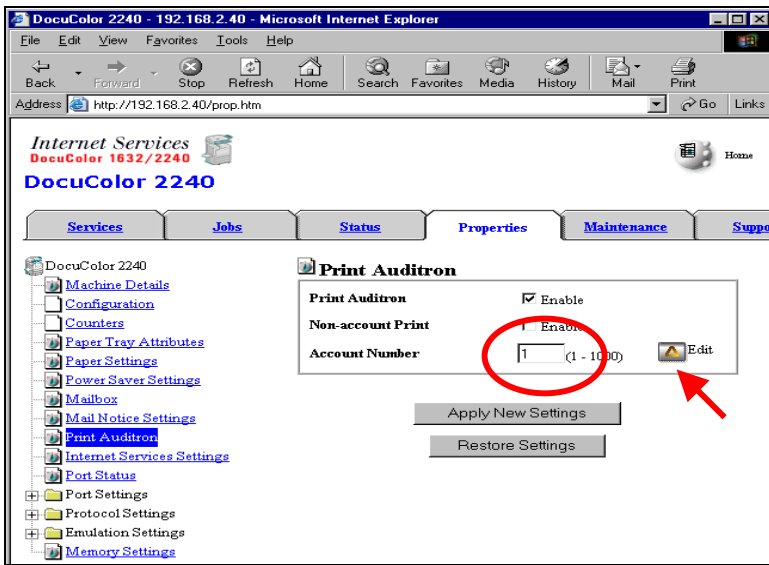 DocuColor 2240 - 192.168.2.40 - Microsoft Internet Explorer
File Edit View Favorites Tools Help
Back Forward Stop Refresh Home Search Favorites Media History Mail Print
Address http://192.168.2.40/prop.htm Go Links
Internet Services
DocuColor 1632/2240
Home
DocuColor 2240
Services Jobs Status Properties Maintenance Suppo
DocuColor 2240
Machine Details
Configuration
Counters
Paper Tray Attributes
Paper Settings
Power Saver Settings
Mailbox
Mail Notice Settings
Print Auditron
Internet Services Settings
Port Status
Port Settings
Protocol Settings
Emulation Settings
Memory Settings
Print Auditron
Print Auditron Enable
Non-account Print Enable
Account Number 1 (1 - 1000) Edit
Apply New Settings
Restore Settings